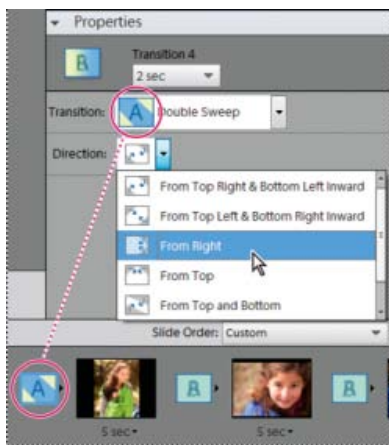 Properties
B
Transition 4
2 sec
Transition:
A
Double Sweep
Direction:
From Top Right & Bottom Left Inward
From Top Left & Bottom Right Inward
From Right
From Top
From Top and Bottom
Slide Order: Custom
A
B
B
5 sec
5 sec